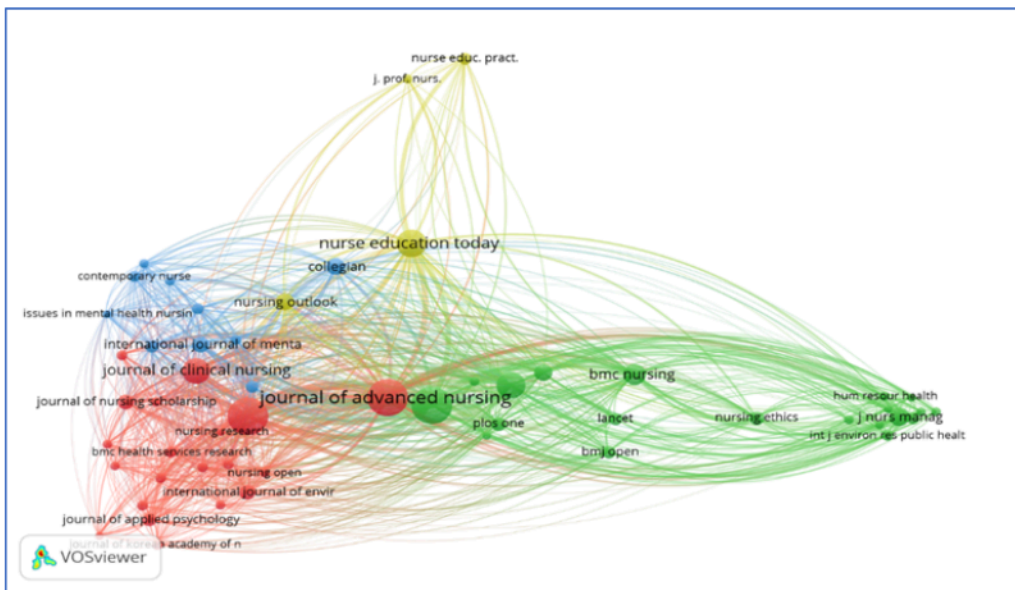 nurse educ. pract.
j. prof. nurs.
nurse education today
collegian
contemporary nurse
nursing outlook
issues in mental health nursin
international journal of menta
journal of clinical nursing
bmc nursing
journal of advanced nursing
hum resour health
journal of nursing scholarship
plos one
lancet
nursing ethics
j nurs manag
nursing research
int j environ res public healt
bmc health services research
bmj open
nursing open
international journal of envir
journal of applied psychology
journal of korean academy of n
VOSviewer